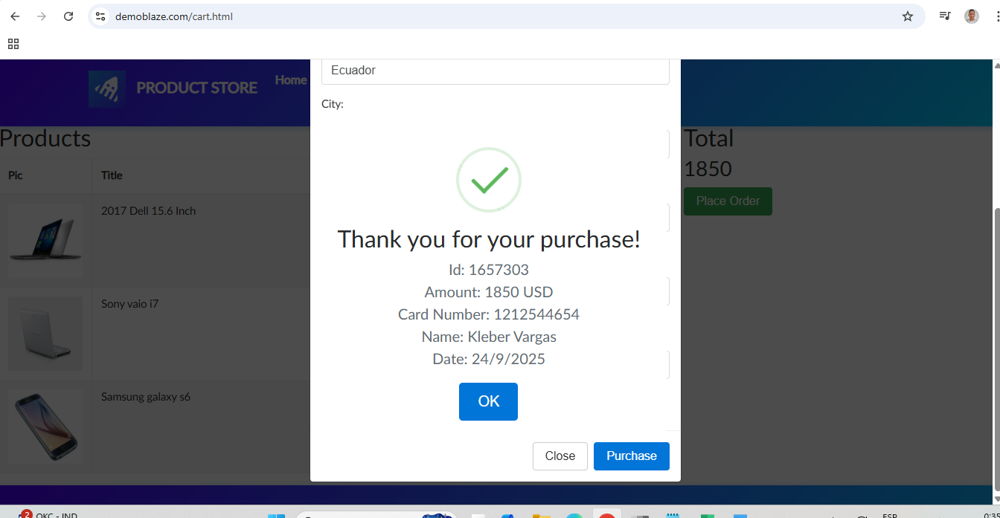 demoblaze.com/cart.html
Ecuador
PRODUCT STORE
Home
City:
Products
Total
1850
Pic
Title
Place Order
2017 Dell 15.6 Inch
Sony vaio i7
Samsung galaxy s6
Thank you for your purchase!
Id: 1657303
Amount: 1850 USD
Card Number: 1212544654
Name: Kleber Vargas
Date: 24/9/2025
OK
Close
Purchase
2
OKC - IND
ESP